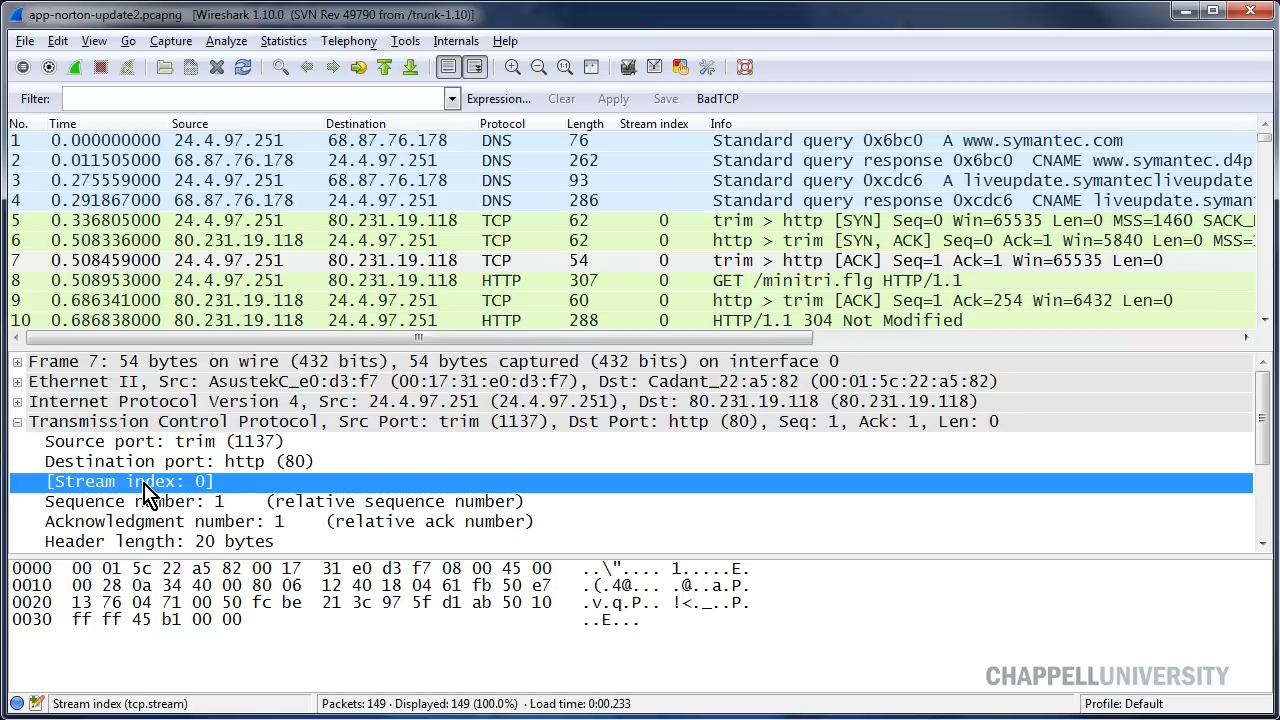 app-norton-update2.pcapng   [Wireshark 1.10.0  (SVN Rev 49790 from /trunk-1.10)]
File  Edit  View  Go  Capture  Analyze  Statistics  Telephony  Tools  Internals  Help
Filter:  Expression...  Clear  Apply  Save  BadTCP
No.  Time  Source  Destination  Protocol  Length  Stream index  Info
1  0.000000000  24.4.97.251  68.87.76.178  DNS  76  Standard query 0x6bc0  A www.symantec.com
2  0.011505000  68.87.76.178  24.4.97.251  DNS  262  Standard query response 0x6bc0  CNAME www.symantec.d4p
3  0.275559000  24.4.97.251  68.87.76.178  DNS  93  Standard query 0xcdc6  A liveupdate.symantecliveupdate
4  0.291867000  68.87.76.178  24.4.97.251  DNS  286  Standard query response 0xcdc6  CNAME liveupdate.syman
5  0.336805000  24.4.97.251  80.231.19.118  TCP  62  0  trim > http [SYN] Seq=0 Win=65535 Len=0 MSS=1460 SACK_
6  0.508336000  80.231.19.118  24.4.97.251  TCP  62  0  http > trim [SYN, ACK] Seq=0 Ack=1 Win=5840 Len=0 MSS=
7  0.508459000  24.4.97.251  80.231.19.118  TCP  54  0  trim > http [ACK] Seq=1 Ack=1 Win=65535 Len=0
8  0.508953000  24.4.97.251  80.231.19.118  HTTP  307  0  GET /minitri.flg HTTP/1.1
9  0.686341000  80.231.19.118  24.4.97.251  TCP  60  0  http > trim [ACK] Seq=1 Ack=254 Win=6432 Len=0
10  0.686838000  80.231.19.118  24.4.97.251  HTTP  288  0  HTTP/1.1 304 Not Modified
Frame 7: 54 bytes on wire (432 bits), 54 bytes captured (432 bits) on interface 0
Ethernet II, Src: AsustekC_e0:d3:f7 (00:17:31:e0:d3:f7), Dst: Cadant_22:a5:82 (00:01:5c:22:a5:82)
Internet Protocol Version 4, Src: 24.4.97.251 (24.4.97.251), Dst: 80.231.19.118 (80.231.19.118)
Transmission Control Protocol, Src Port: trim (1137), Dst Port: http (80), Seq: 1, Ack: 1, Len: 0
Source port: trim (1137)
Destination port: http (80)
[Stream index: 0]
Sequence number: 1    (relative sequence number)
Acknowledgment number: 1    (relative ack number)
Header length: 20 bytes
0000  00 01 5c 22 a5 82 00 17  31 e0 d3 f7 08 00 45 00  ..\".... 1.....E.
0010  00 28 0a 34 40 00 80 06  12 40 18 04 61 fb 50 e7  .(.4@... .@..a.P.
0020  13 76 04 71 00 50 fc be  21 3c 97 5f d1 ab 50 10  .v.q.P.. !<._..P.
0030  ff ff 45 b1 00 00  ..E...
CHAPPELLUNIVERSITY
Stream index (tcp.stream)  Packets: 149 · Displayed: 149 (100.0%) · Load time: 0:00.233  Profile: Default